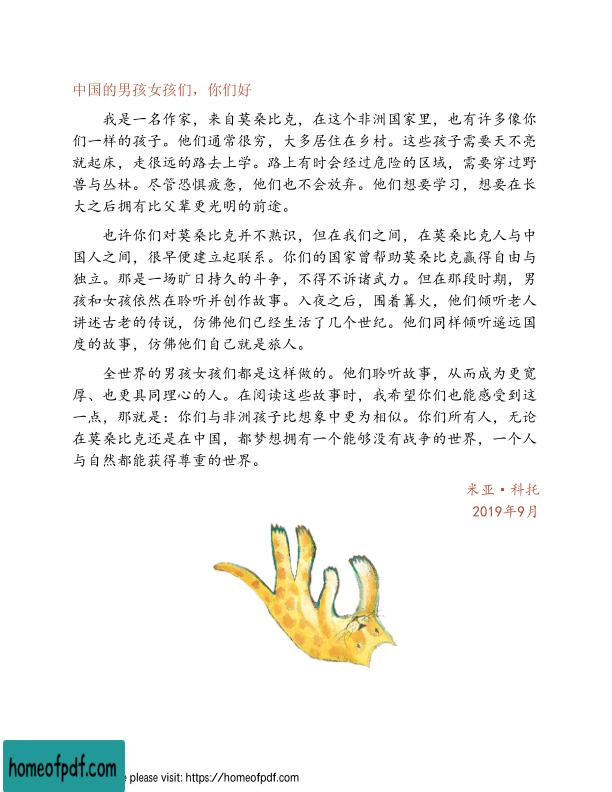 中国的男孩女孩们，你们好
我是一名作家，来自莫桑比克，在这个非洲国家里，也有许多像你
们一样的孩子。他们通常很穷，大多居住在乡村。这些孩子需要天不亮
就起床，走很远的路去上学。路上有时会经过危险的区域，需要穿过野
兽与丛林。尽管恐惧疲惫，他们也不会放弃。他们想要学习，想要在长
大之后拥有比父辈更光明的前途。
也许你们对莫桑比克并不熟识，但在我们之间，在莫桑比克人与中
国人之间，很早便建立起联系。你们的国家曾帮助莫桑比克赢得自由与
独立。那是一场旷日持久的斗争，不得不诉诸武力。但在那段时期，男
孩和女孩依然在聆听并创作故事。入夜之后，围着篝火，他们倾听老人
讲述古老的传说，仿佛他们已经生活了几个世纪。他们同样倾听遥远国
度的故事，仿佛他们自己就是旅人。
全世界的男孩女孩们都是这样做的。他们聆听故事，从而成为更宽
厚、也更具同理心的人。在阅读这些故事时，我希望你们也能感受到这
一点，那就是：你们与非洲孩子比想象中更为相似。你们所有人，无论
在莫桑比克还是在中国，都梦想拥有一个能够没有战争的世界，一个人
与自然都能获得尊重的世界。
米亚·科托
2019年9月
homeofpdf.com
e please visit: https://homeofpdf.com